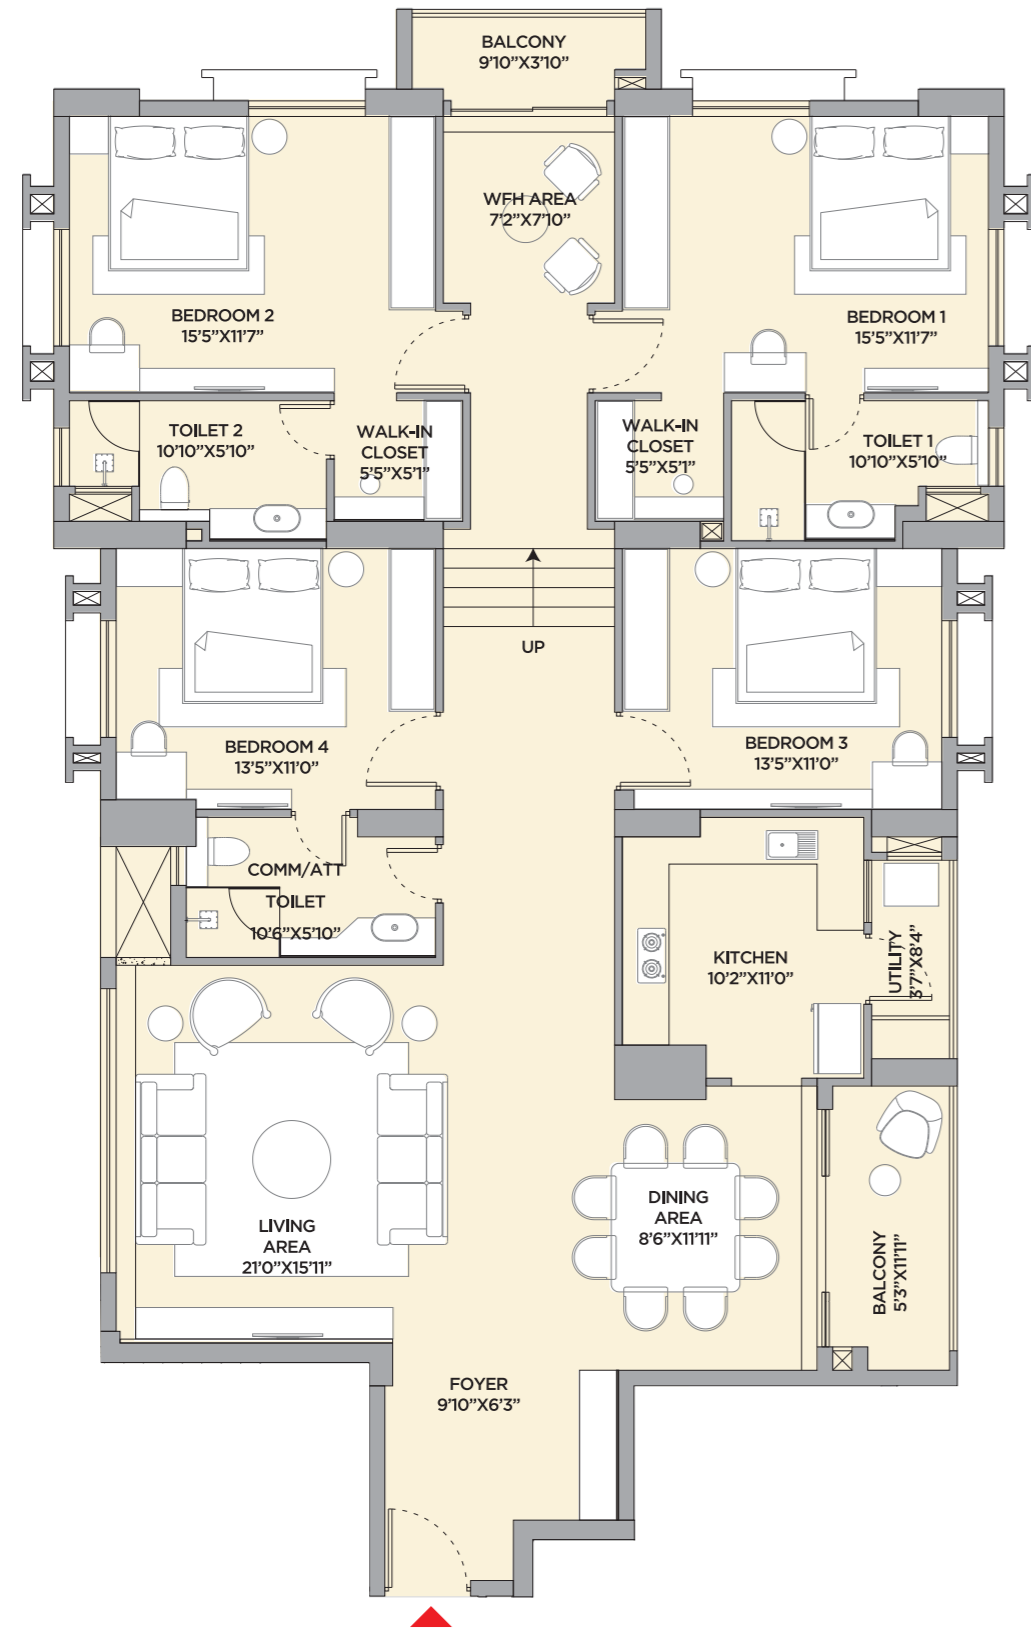 BALCONY
9'10”X3'10”
WFH AREA
7'2”X7'10”
BEDROOM 2
15'5”X11'7”
BEDROOM 1
15'5”X11'7”
TOILET 2
10'10”X5'10”
WALK-IN
CLOSET
5'5”X5'1”
WALK-IN
CLOSET
5'5”X5'1”
TOILET 1
10'10”X5'10”
UP
BEDROOM 4
13'5”X11'0”
BEDROOM 3
13'5”X11'0”
COMM/ATT
TOILET
10'6”X5'10”
KITCHEN
10'2”X11'0”
UTILITY
3'7”X8'4”
LIVING
AREA
21'0”X15'11”
DINING
AREA
8'6”X11'11”
BALCONY
5'3”X11'11”
FOYER
9'10”X6'3”